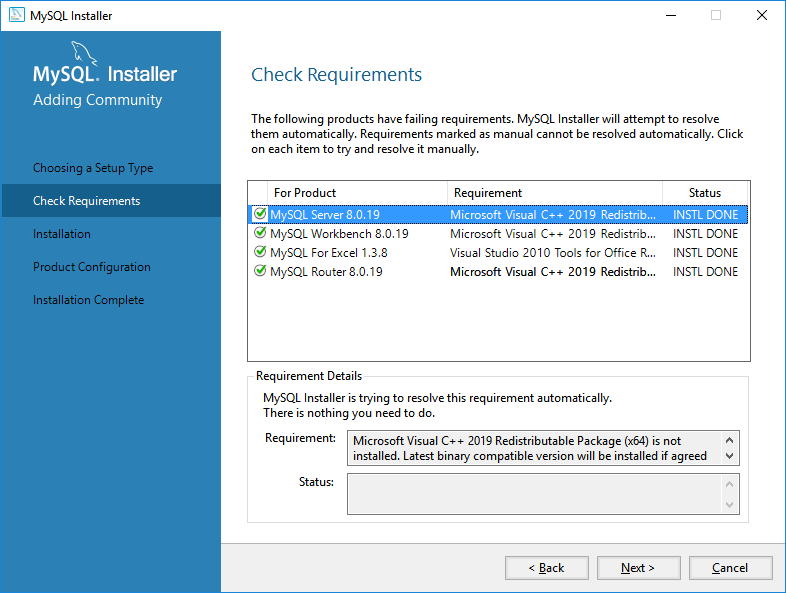 MySQL Installer
MySQL. Installer
Adding Community
Choosing a Setup Type
Check Requirements
Installation
Product Configuration
Installation Complete
Check Requirements
The following products have failing requirements. MySQL Installer will attempt to resolve
them automatically. Requirements marked as manual cannot be resolved automatically. Click
on each item to try and resolve it manually.
For Product Requirement Status
MySQL Server 8.0.19 Microsoft Visual C++ 2019 Redistrib... INSTL DONE
MySQL Workbench 8.0.19 Microsoft Visual C++ 2019 Redistrib... INSTL DONE
MySQL For Excel 1.3.8 Visual Studio 2010 Tools for Office R... INSTL DONE
MySQL Router 8.0.19 Microsoft Visual C++ 2019 Redistrib... INSTL DONE
Requirement Details
MySQL Installer is trying to resolve this requirement automatically.
There is nothing you need to do.
Requirement: Microsoft Visual C++ 2019 Redistributable Package (x64) is not
installed. Latest binary compatible version will be installed if agreed
Status:
< Back Next > Cancel